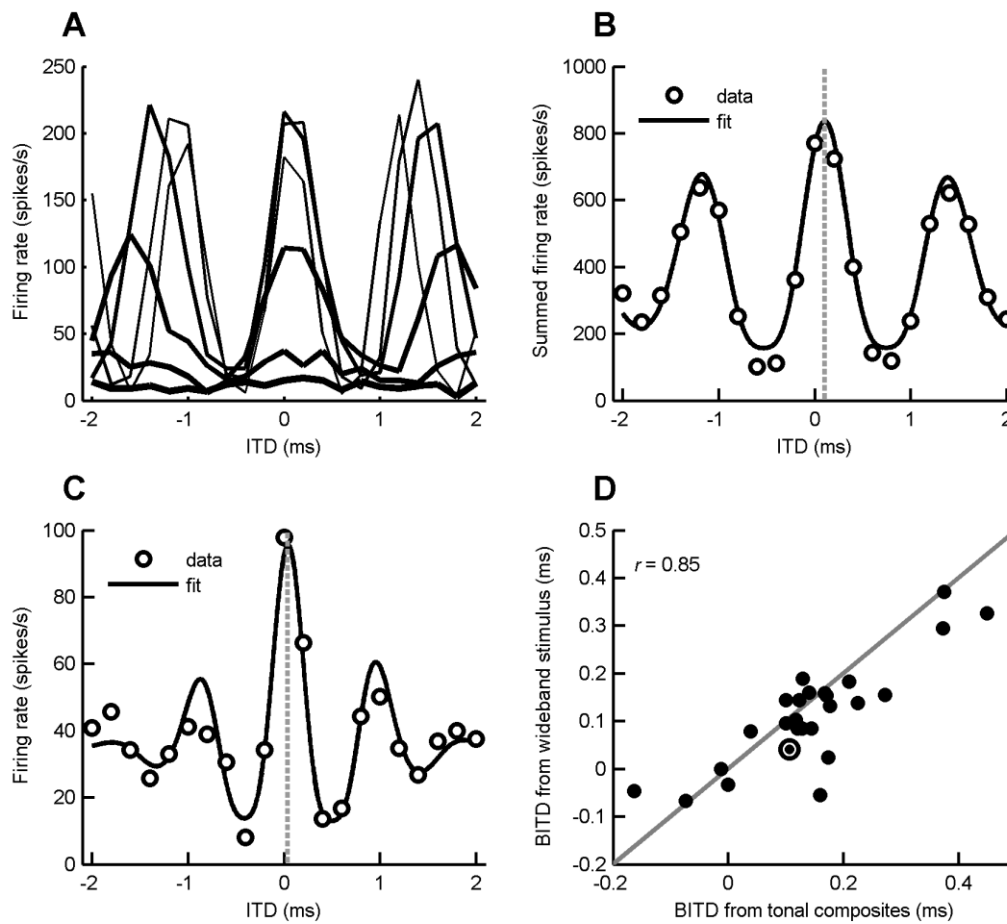 A
Firing rate (spikes/s)
250
200
150
100
50
0
-2 -1 0 1 2
ITD (ms)
B
Summed firing rate (spikes/s)
1000
800
600
400
200
0
data
fit
-2 -1 0 1 2
ITD (ms)
C
Firing rate (spikes/s)
100
80
60
40
20
0
data
fit
-2 -1 0 1 2
ITD (ms)
D
BITD from wideband stimulus (ms)
0.5
0.4
0.3
0.2
0.1
0
-0.1
-0.2
r = 0.85
-0.2 0 0.2 0.4
BITD from tonal composites (ms)